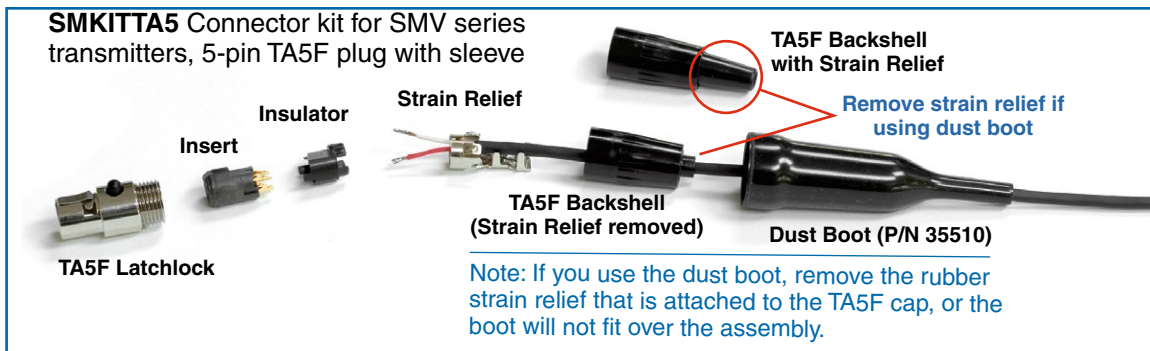 SMKITTA5 Connector kit for SMV series
transmitters, 5-pin TA5F plug with sleeve
TA5F Backshell
with Strain Relief
Remove strain relief if
using dust boot
Strain Relief
Insulator
Insert
TA5F Latchlock
TA5F Backshell
(Strain Relief removed)
Dust Boot (P/N 35510)
Note: If you use the dust boot, remove the rubber
strain relief that is attached to the TA5F cap, or the
boot will not fit over the assembly.